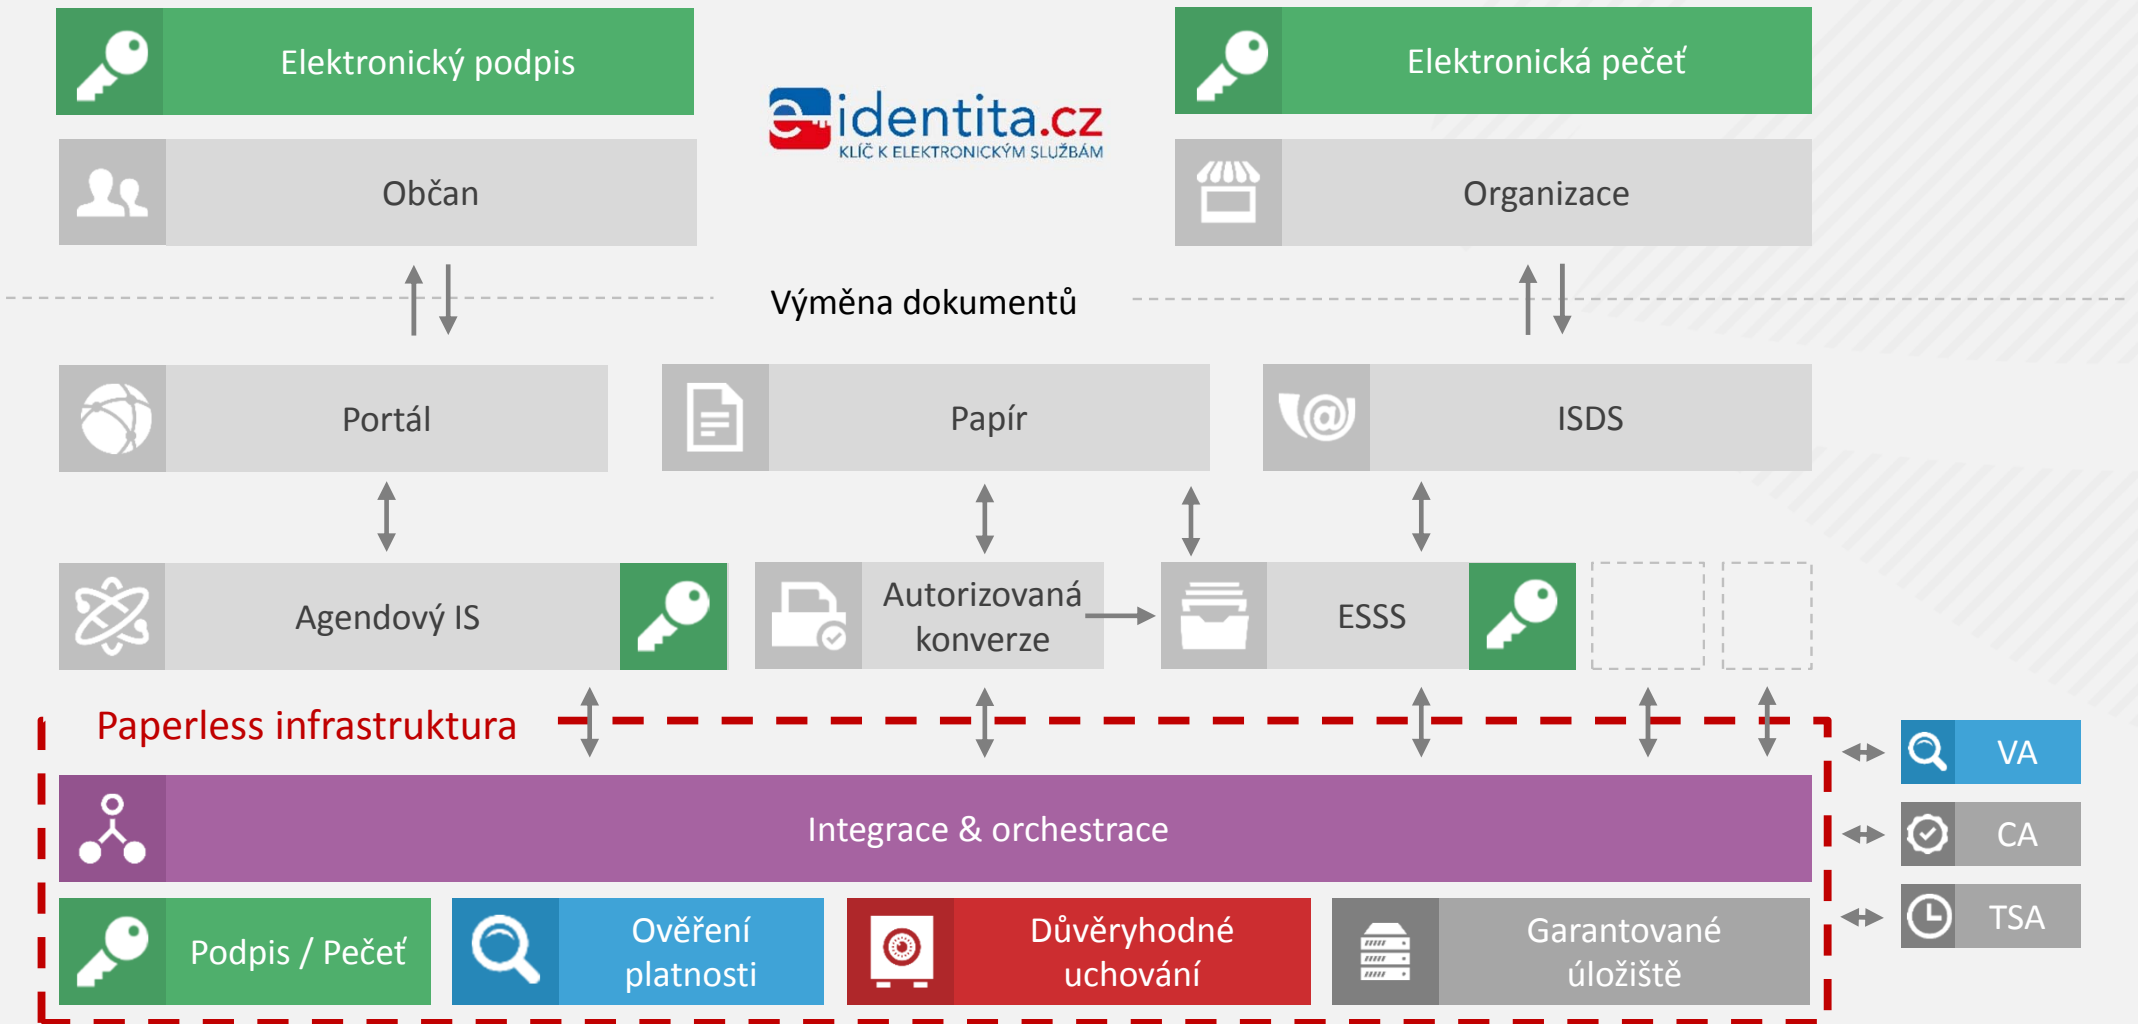 Elektronický podpis
Elektronická pečeť
e identita.cz
KLÍČ K ELEKTRONICKÝM SLUŽBÁM
Občan
Organizace
Výměna dokumentů
Portál
Papír
@
ISDS
Agendový IS
Autorizovaná
konverze
ESSS
Paperless infrastruktura
VA
Integrace & orchestrace
CA
Podpis / Pečeť
Ověření
platnosti
Důvěryhodné
uchování
Garantované
úložiště
TSA